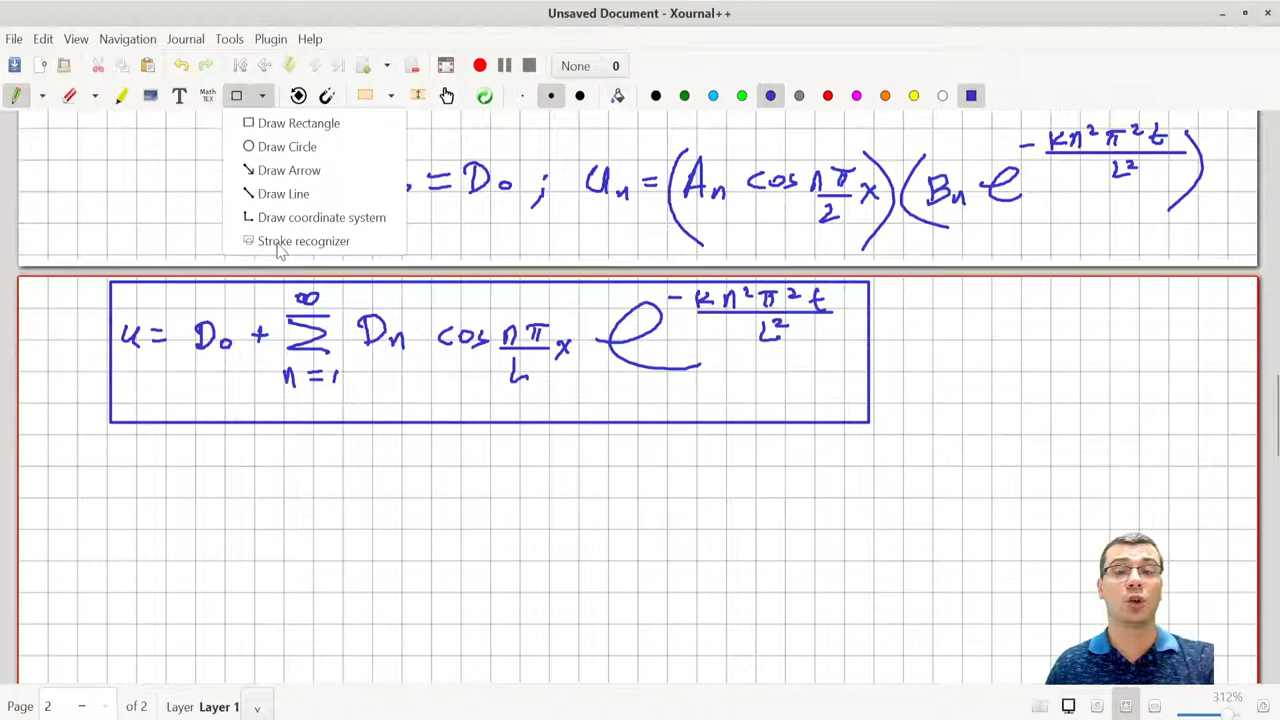 Unsaved Document - Xournal++
File Edit View Navigation Journal Tools Plugin Help
None 0
Math TEX
Draw Rectangle
Draw Circle
Draw Arrow
Draw Line
Draw coordinate system
Stroke recognizer
= D₀ ; uₙ = (Aₙ cos nπ/2 x)(Bₙ e^(- kn²π²t/L²))
u = D₀ + ∑_{n=1}^{∞} Dₙ cos nπ/L x e^(- kn²π²t/L²)
Page 2 of 2 Layer Layer 1 312%